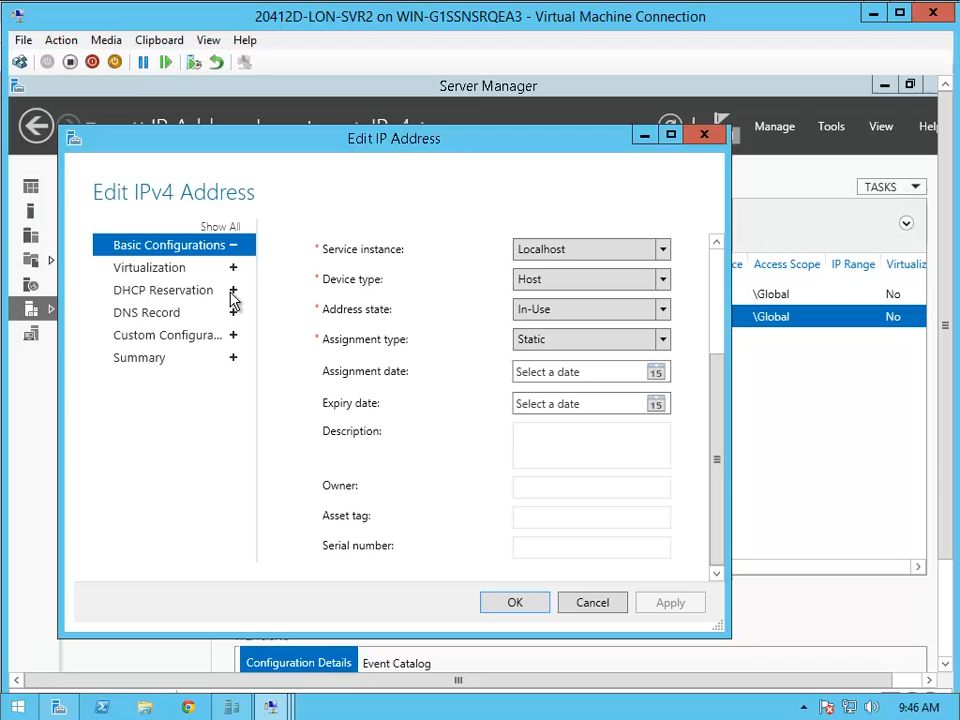 20412D-LON-SVR2 on WIN-G1SSNSRQEA3 - Virtual Machine Connection
File Action Media Clipboard View Help
Server Manager
Manage Tools View Help
Edit IP Address
TASKS
Edit IPv4 Address
Show All
Basic Configurations
Virtualization
DHCP Reservation
DNS Record
Custom Configura...
Summary
* Service instance: Localhost
* Device type: Host
* Address state: In-Use
* Assignment type: Static
Assignment date: Select a date 15
Expiry date: Select a date 15
Description:
Owner:
Asset tag:
Serial number:
OK Cancel Apply
Access Scope IP Range Virtualiz
\Global No
\Global No
Configuration Details Event Catalog
9:46 AM